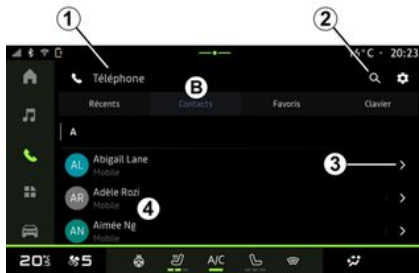 1
2
°C · 20:23
Téléphone
B
Récents Contacts Favoris Clavier
A
AL Abigaïl Lane
Mobile
3
AR Adèle Rozi
Mobile
4
AN Aimée Ng
Mobile
20 5 A/C